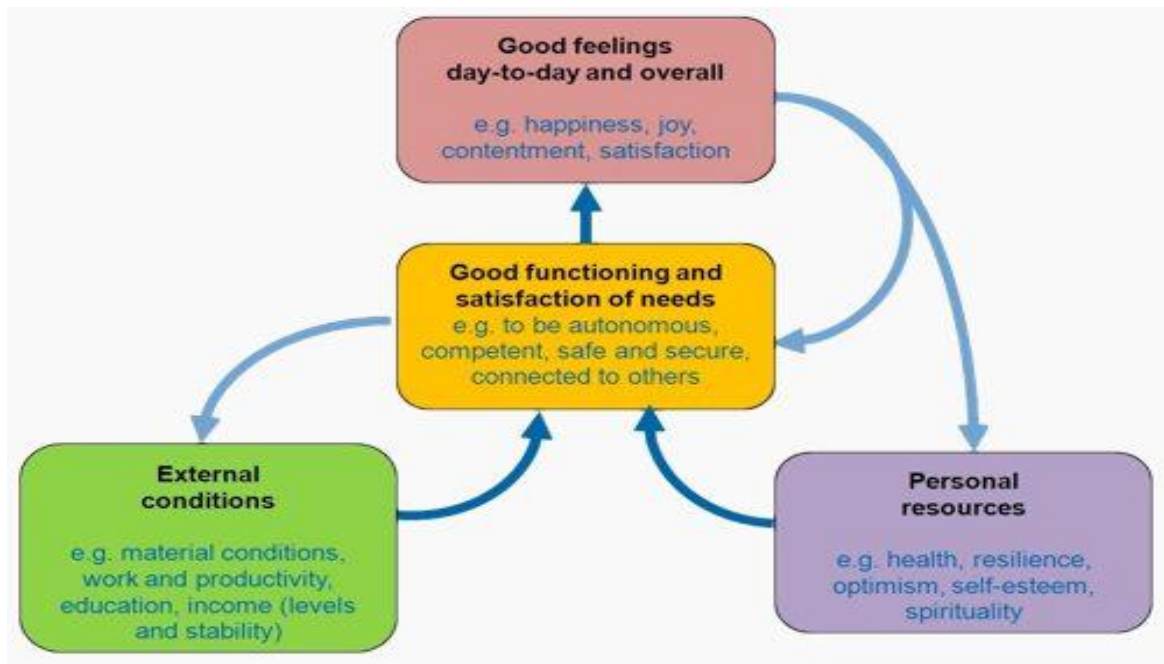 Good feelings
day-to-day and overall
e.g. happiness, joy,
contentment, satisfaction
Good functioning and
satisfaction of needs
e.g. to be autonomous,
competent, safe and secure,
connected to others
External
conditions
e.g. material conditions,
work and productivity,
education, income (levels
and stability)
Personal
resources
e.g. health, resilience,
optimism, self-esteem,
spirituality